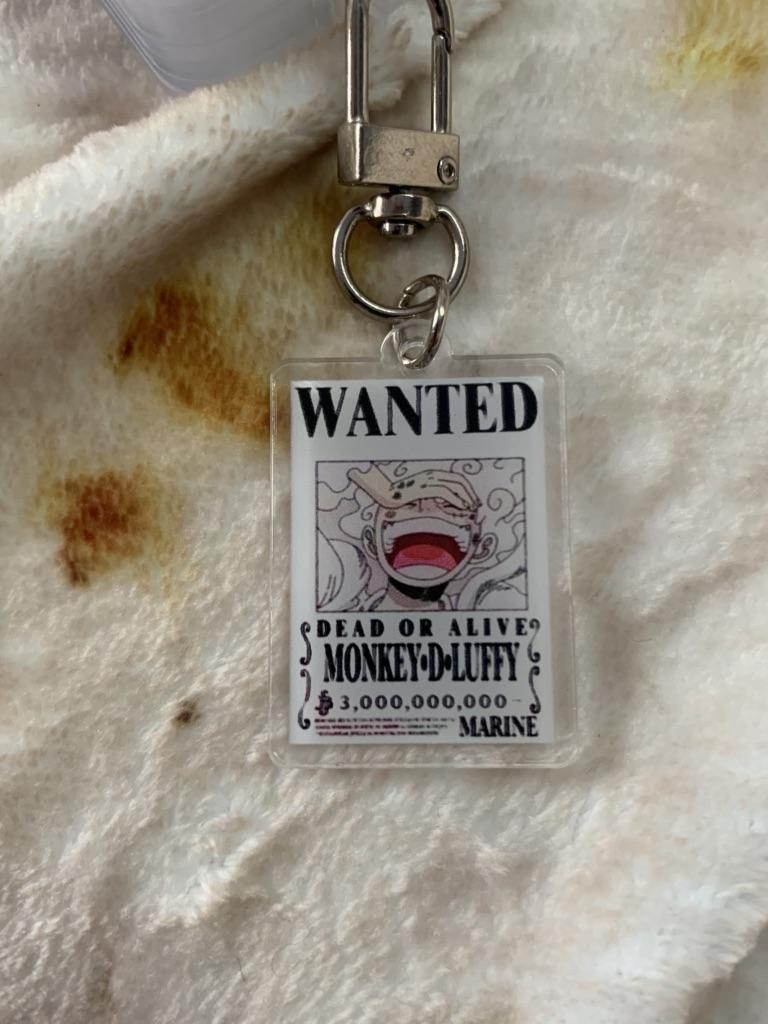 WANTED
DEAD OR ALIVE
MONKEY•D•LUFFY
3,000,000,000
MARINE